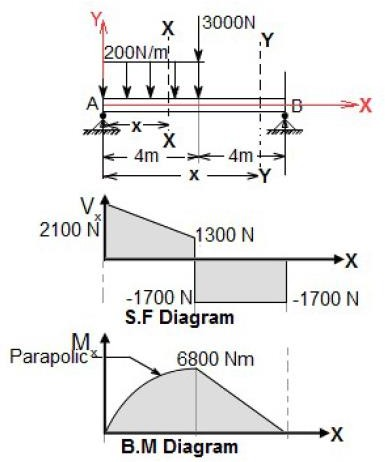 Y
X
3000N
Y
200N/m
A
B
X
x
X
4m
4m
x
Y
Vx
2100 N
1300 N
X
-1700 N
-1700 N
S.F Diagram
Mx
Parapolic
6800 Nm
X
B.M Diagram